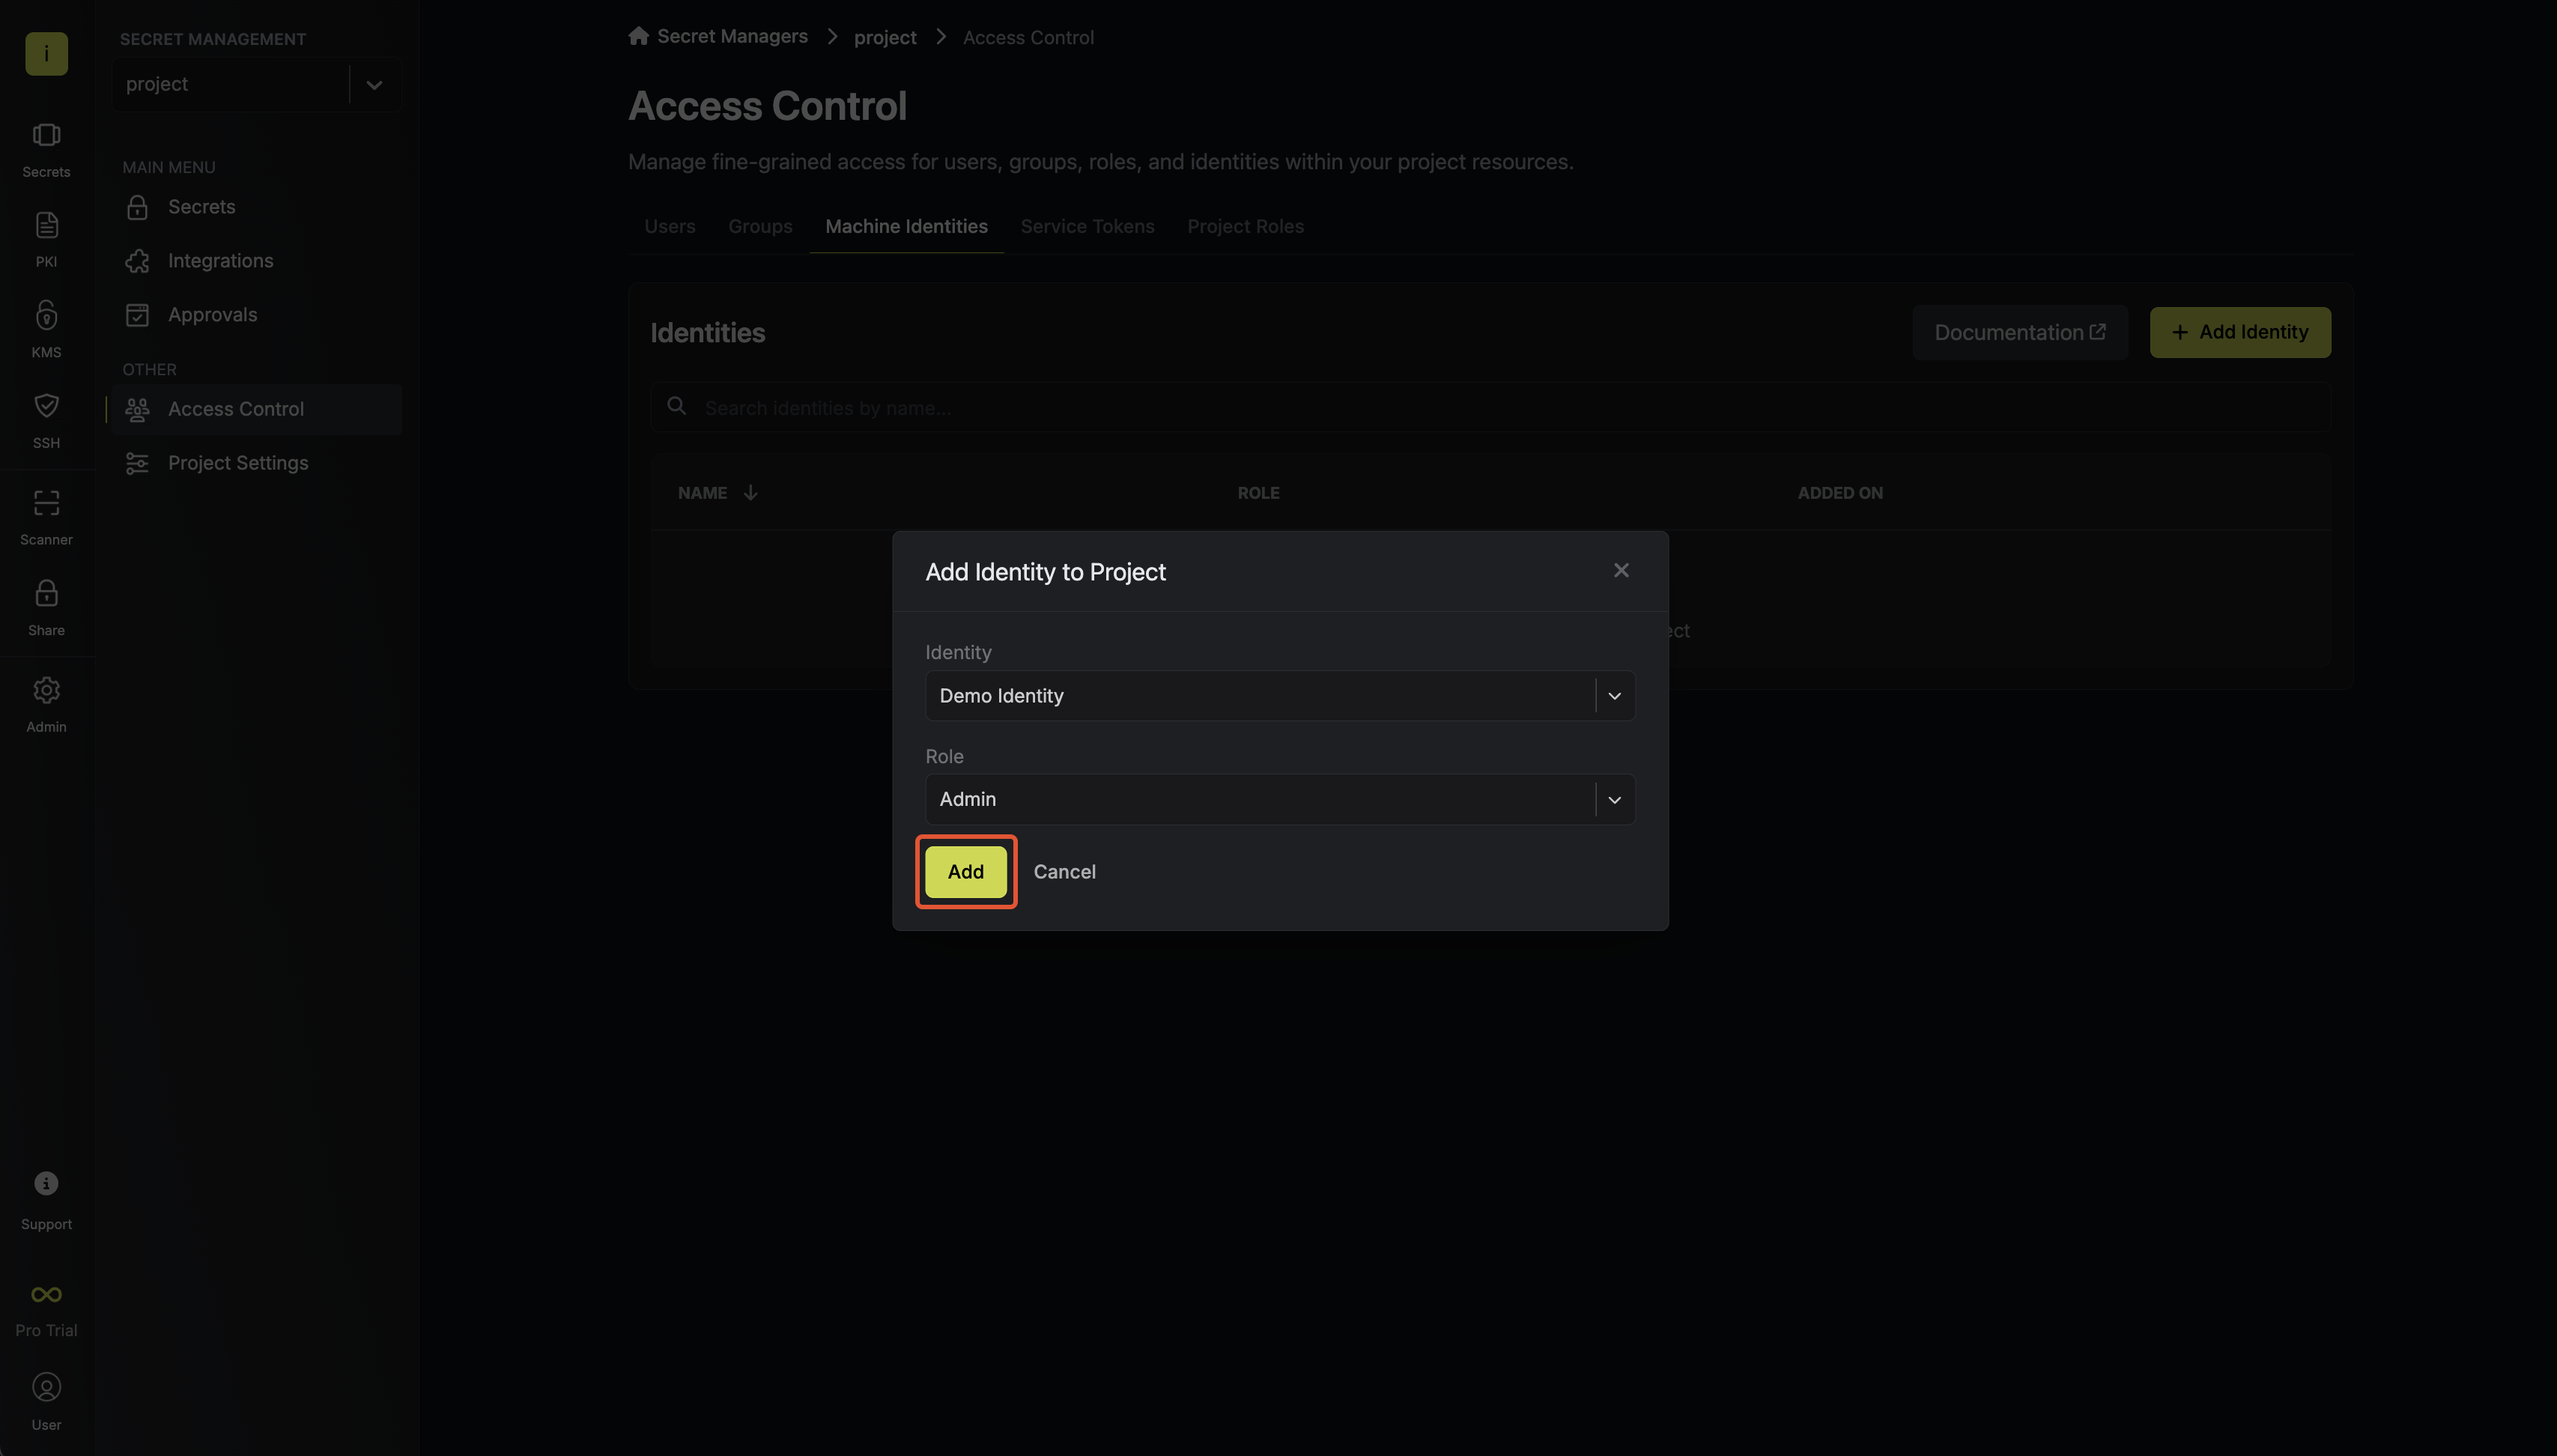 i
Secrets
PKI
KMS
SSH
Scanner
Share
Admin
Support
Pro Trial
User
SECRET MANAGEMENT
project
MAIN MENU
Secrets
Integrations
Approvals
OTHER
Access Control
Project Settings
Secret Managers > project > Access Control
Access Control
Manage fine-grained access for users, groups, roles, and identities within your project resources.
Users Groups Machine Identities Service Tokens Project Roles
Identities
Documentation
+ Add Identity
Search identities by name...
NAME ROLE ADDED ON
Add Identity to Project
Identity
Demo Identity
Role
Admin
Add Cancel